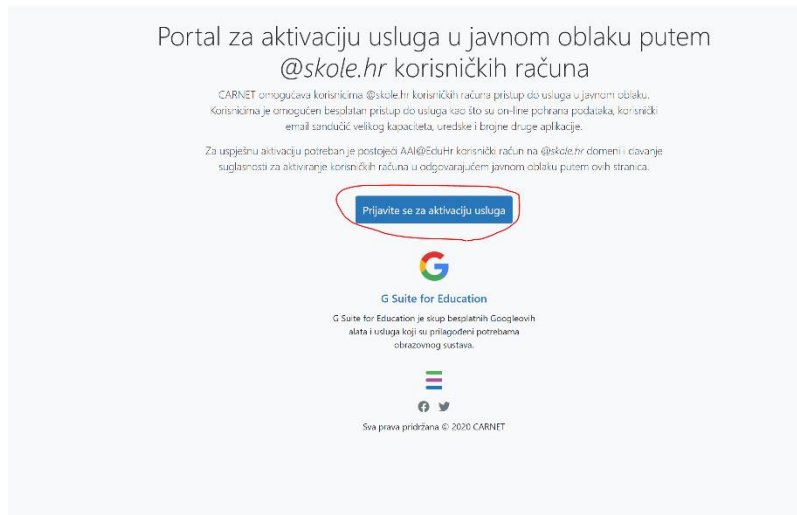 Portal za aktivaciju usluga u javnom oblaku putem
@skole.hr korisničkih računa
CARNET omogućava korisnicima @skole.hr korisničkih računa pristup do usluga u javnom oblaku.
Korisnicima je omogućen besplatan pristup do usluga kao što su on-line pohrana podataka, korisnički
email sandučić velikog kapaciteta, uredske i brojne druge aplikacije.
Za uspješnu aktivaciju potreban je postojeći AAI@EduHr korisnički račun na @skole.hr domeni i davanje
suglasnosti za aktiviranje korisničkih računa u odgovarajućem javnom oblaku putem ovih stranica.
Prijavite se za aktivaciju usluga
G Suite for Education
G Suite for Education je skup besplatnih Googleovih
alata i usluga koji su prilagođeni potrebama
obrazovnog sustava.
Sva prava pridržana © 2020 CARNET